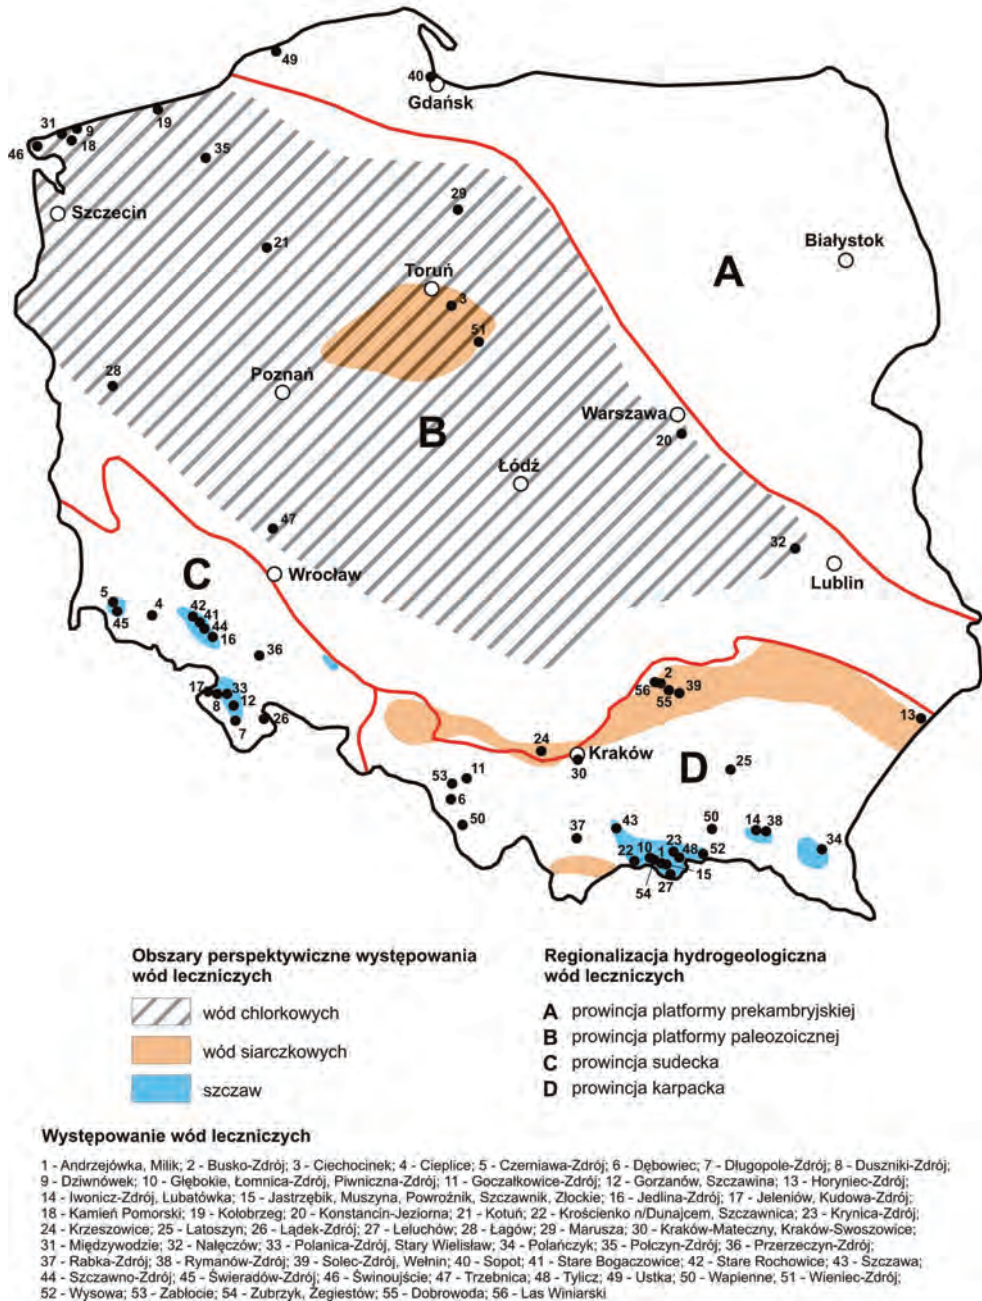 49
40
Gdańsk
31
9
19
46
18
35
29
Szczecin
21
Białystok
Toruń
A
3
51
28
Poznań
B
Warszawa
20
Łódź
47
32
C
Wrocław
Lublin
5
4
42
41
45
44
16
36
2
17
33
56
39
8
12
55
7
26
13
24
Kraków
D
30
25
53
11
6
50
43
50
14
38
37
23
34
22
10
1
48
52
15
54
27
Obszary perspektywiczne występowania
wód leczniczych
wód chlorkowych
wód siarczkowych
szczaw
Regionalizacja hydrogeologiczna
wód leczniczych
A prowincja platformy prekambryjskiej
B prowincja platformy paleozoicznej
C prowincja sudecka
D prowincja karpacka
Występowanie wód leczniczych
1 - Andrzejówka, Milik; 2 - Busko-Zdrój; 3 - Ciechocinek; 4 - Cieplice; 5 - Czerniawa-Zdrój; 6 - Dębowiec; 7 - Długopole-Zdrój; 8 - Duszniki-Zdrój;
9 - Dziwnówek; 10 - Głębokie, Łomnica-Zdrój, Piwniczna-Zdrój; 11 - Goczałkowice-Zdrój; 12 - Gorzanów, Szczawina; 13 - Horyniec-Zdrój;
14 - Iwonicz-Zdrój, Lubatówka; 15 - Jastrzębik, Muszyna, Powroźnik, Szczawnik, Złockie; 16 - Jedlina-Zdrój; 17 - Jeleniów, Kudowa-Zdrój;
18 - Kamień Pomorski; 19 - Kołobrzeg; 20 - Konstancin-Jeziorna; 21 - Kotuń; 22 - Krościenko n/Dunajcem, Szczawnica; 23 - Krynica-Zdrój;
24 - Krzeszowice; 25 - Latoszyn; 26 - Lądek-Zdrój; 27 - Leluchów; 28 - Łagów; 29 - Marusza; 30 - Kraków-Mateczny, Kraków-Swoszowice;
31 - Międzywodzie; 32 - Nałęczów; 33 - Polanica-Zdrój, Stary Wielisław; 34 - Polańczyk; 35 - Połczyn-Zdrój; 36 - Przerzeczyn-Zdrój;
37 - Rabka-Zdrój; 38 - Rymanów-Zdrój; 39 - Solec-Zdrój, Wełnin; 40 - Sopot; 41 - Stare Bogaczowice; 42 - Stare Rochowice; 43 - Szczawa;
44 - Szczawno-Zdrój; 45 - Świeradów-Zdrój; 46 - Świnoujście; 47 - Trzebnica; 48 - Tylicz; 49 - Ustka; 50 - Wapienne; 51 - Wieniec-Zdrój;
52 - Wysowa; 53 - Zabłocie; 54 - Zubrzyk, Żegiestów; 55 - Dobrowoda; 56 - Las Winiarski